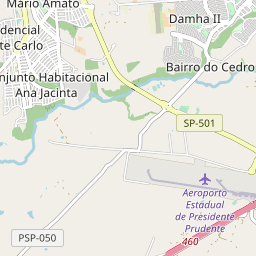 Mario Amato
Damha II
dencial
te Carlo
onjunto Habitacional
Ana Jacinta
Bairro do Cedro
SP-501
Aeroporto
Estadual
de Presidente
Prudente
PSP-050
460